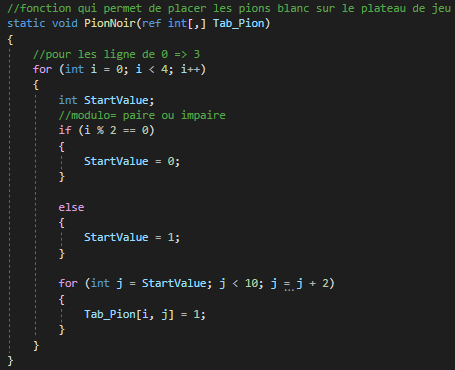 //fonction qui permet de placer les pions blanc sur le plateau de jeu
static void PionNoir(ref int[,] Tab_Pion)
{
//pour les ligne de 0 => 3
for (int i = 0; i < 4; i++)
{
int StartValue;
//modulo= paire ou impaire
if (i % 2 == 0)
{
StartValue = 0;
}
else
{
StartValue = 1;
}
for (int j = StartValue; j < 10; j = j + 2)
{
Tab_Pion[i, j] = 1;
}
}
}